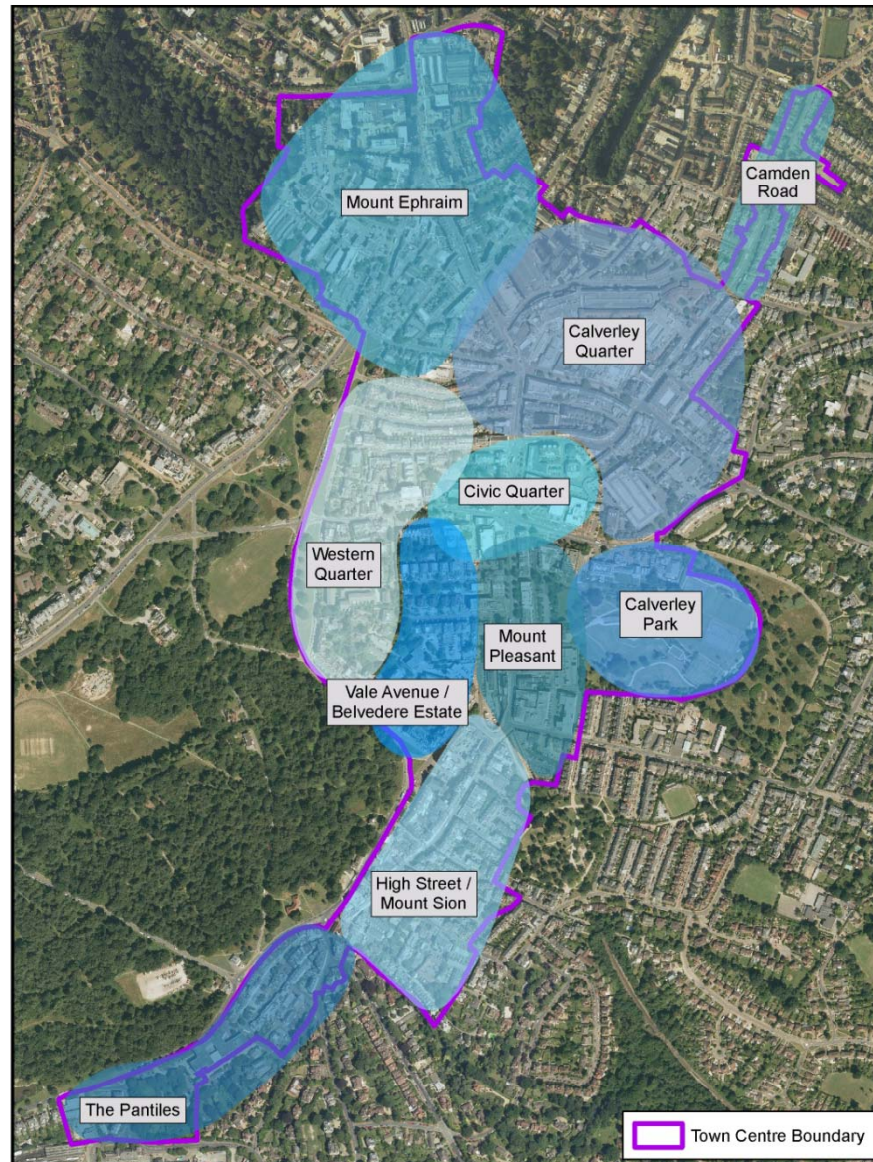 Mount Ephraim
Camden
Road
Calverley
Quarter
Civic Quarter
Western
Quarter
Calverley
Park
Mount
Pleasant
Vale Avenue /
Belvedere Estate
High Street /
Mount Sion
The Pantiles
Town Centre Boundary